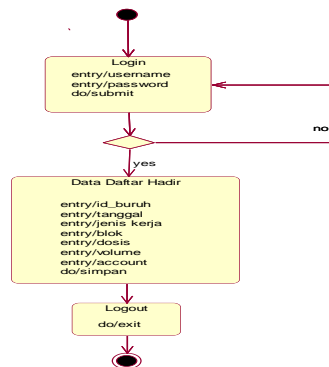 Login
entry/username
entry/password
do/submit
no
yes
Data Daftar Hadir
entry/id_buruh
entry/tanggal
entry/jenis kerja
entry/blok
entry/dosis
entry/volume
entry/account
do/simpan
Logout
do/exit